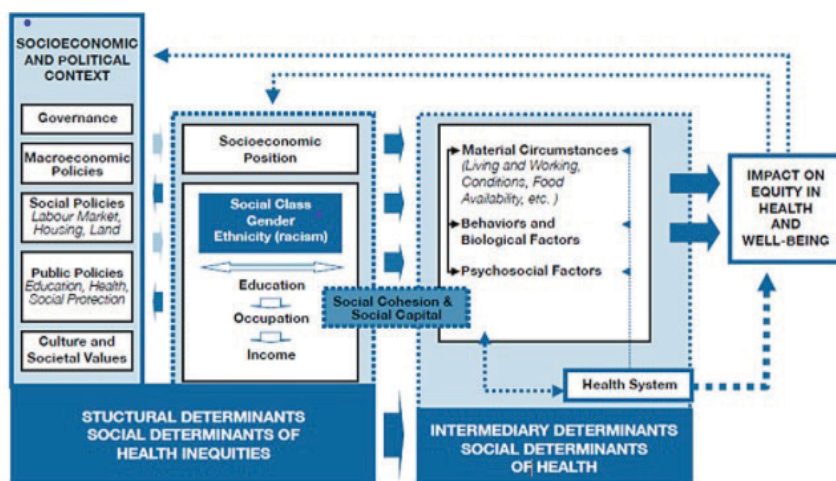 SOCIOECONOMIC
AND POLITICAL
CONTEXT
Governance
Macroeconomic
Policies
Social Policies
Labour Market,
Housing, Land
Public Policies
Education, Health,
Social Prorection
Culture and
Societal Values
Socioeconomic
Position
Social Class
Gender
Ethnicity (racism)
Education
Occupation
Income
Social Cohesion &
Social Capital
Material Circumstances
(Living and Working,
Conditions, Food
Availability, etc. )
Behaviors and
Biological Factors
Psychosocial Factors
Health System
IMPACT ON
EQUITY IN
HEALTH
AND
WELL-BEING
STUCTURAL DETERMINANTS
SOCIAL DETERMINANTS OF
HEALTH INEQUITIES
INTERMEDIARY DETERMINANTS
SOCIAL DETERMINANTS
OF HEALTH